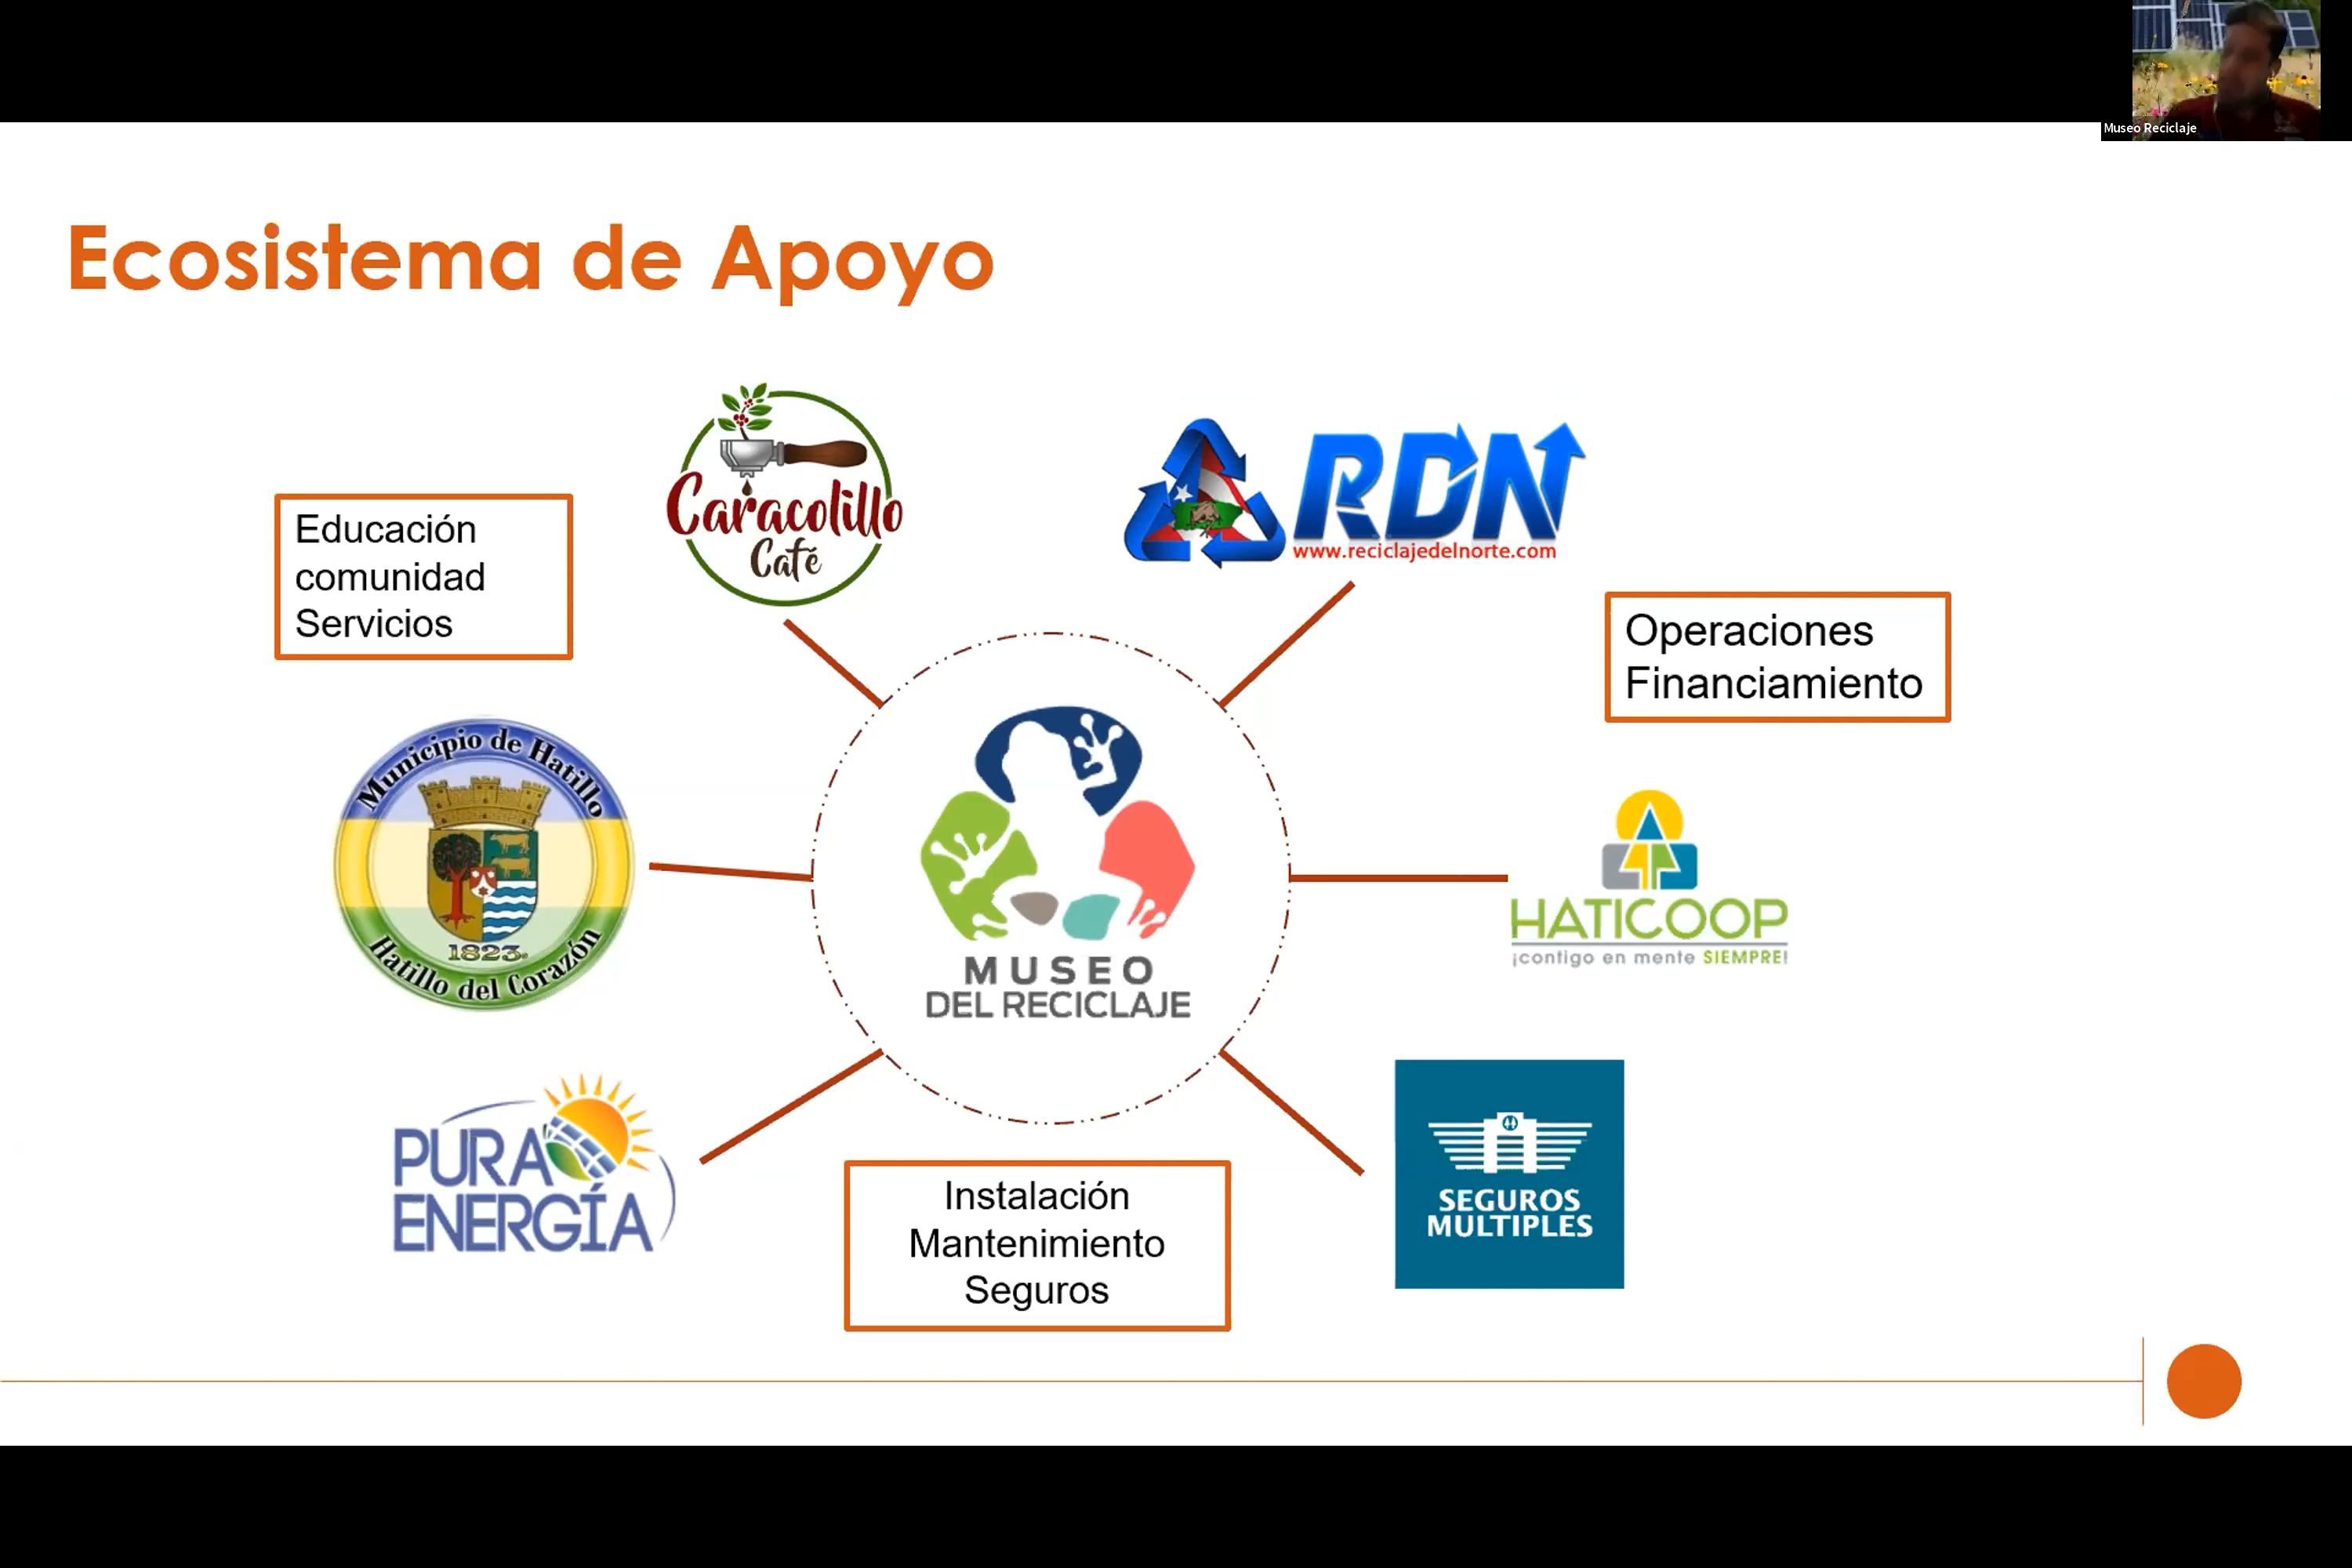 Museo Reciclaje
Ecosistema de Apoyo
Caracolillo
Café
RDN
www.reciclajedelnorte.com
Educación
comunidad
Servicios
Operaciones
Financiamiento
Municipio de Hatillo
1823
Hatillo del Corazón
MUSEO
DEL RECICLAJE
HATICOOP
¡contigo en mente SIEMPRE!
PURA
ENERGÍA
Instalación
Mantenimiento
Seguros
SEGUROS
MULTIPLES